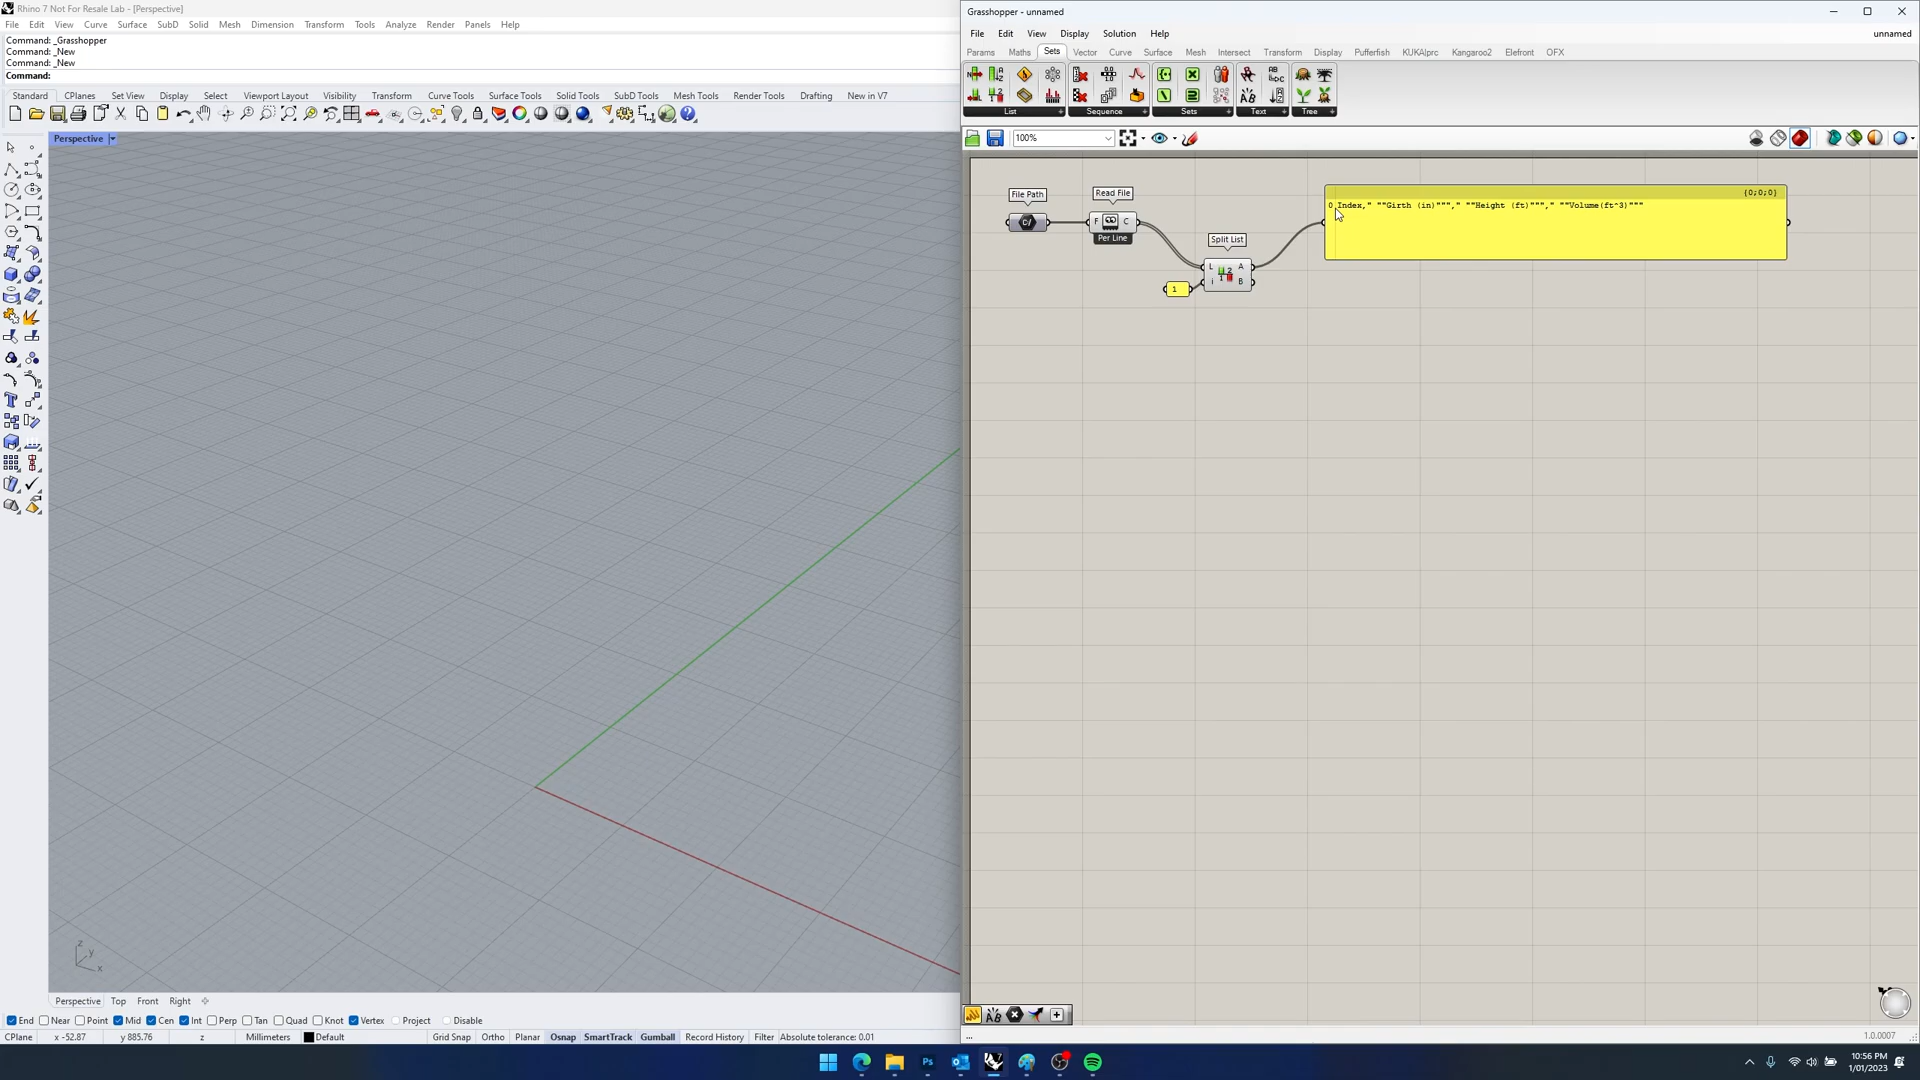 Rhino 7 Not For Resale Lab - [Perspective]
File Edit View Curve Surface SubD Solid Mesh Dimension Transform Tools Analyze Render Panels Help
Command: _Grasshopper
Command: _New
Command: _New
Command:
Standard CPlanes Set View Display Select Viewport Layout Visibility Transform Curve Tools Surface Tools Solid Tools SubD Tools Mesh Tools Render Tools Drafting New in V7
Perspective
z
y
x
Perspective Top Front Right
End Near Point Mid Cen Int Perp Tan Quad Knot Vertex Project Disable
CPlane x -52.87 y 885.76 z Millimeters Default Grid Snap Ortho Planar Osnap SmartTrack Gumball Record History Filter Absolute tolerance: 0.01
Grasshopper - unnamed
File Edit View Display Solution Help
unnamed
Params Maths Sets Vector Curve Surface Mesh Intersect Transform Display Pufferfish KUKA|prc Kangaroo2 Elefront OFX
List Sequence Sets Text Tree
100%
File Path
Read File
F C
Per Line
Split List
L A
i B
1
{0;0;0}
0 Index," ""Girth (in)"""," ""Height (ft)"""," ""Volume(ft^3)"""
...
1.0.0007
10:56 PM
1/01/2023